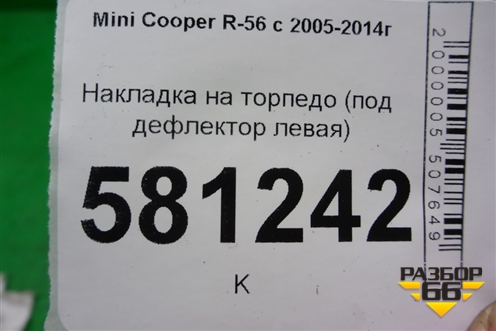 Mini Cooper R-56 с 2005-2014г
Накладка на торпедо (под
дефлектор левая)
581242
К
2000005507649
РАЗБОР
66